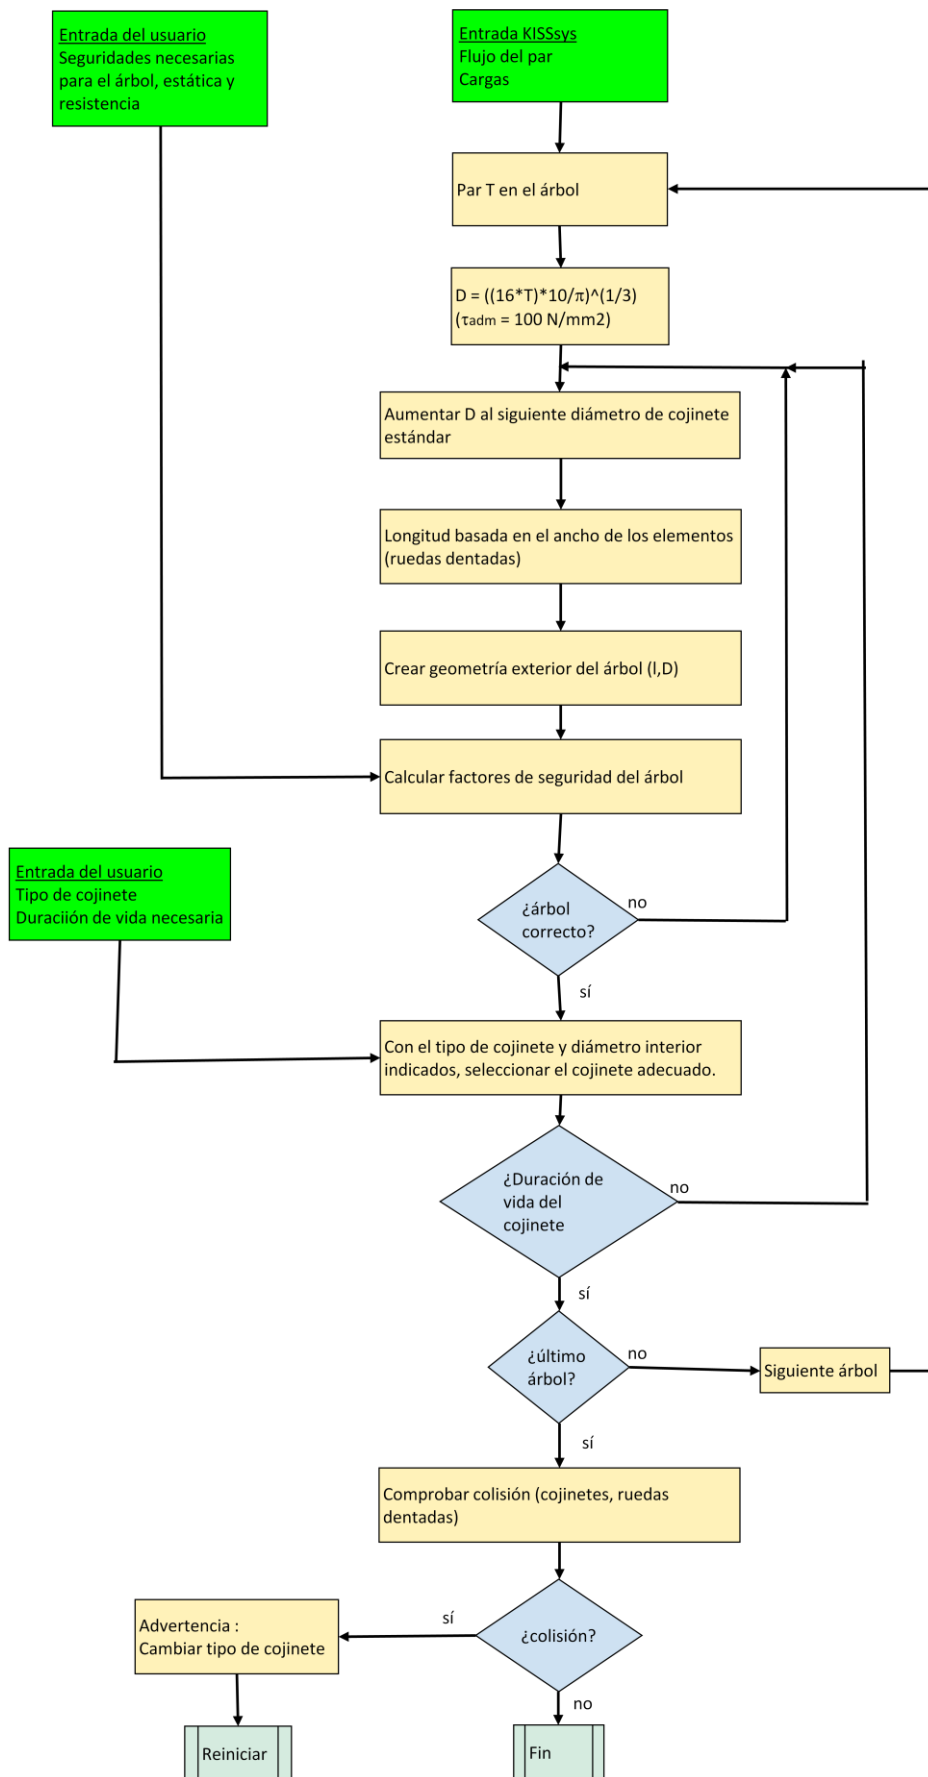 Entrada del usuario
Seguridades necesarias
para el árbol, estática y
resistencia
Entrada KISSsys
Flujo del par
Cargas
Par T en el árbol
D = ((16*T)*10/π)^(1/3)
(τadm = 100 N/mm2)
Aumentar D al siguiente diámetro de cojinete
estándar
Longitud basada en el ancho de los elementos
(ruedas dentadas)
Crear geometría exterior del árbol (l,D)
Calcular factores de seguridad del árbol
Entrada del usuario
Tipo de cojinete
Duraciión de vida necesaria
¿árbol
correcto?
no
sí
Con el tipo de cojinete y diámetro interior
indicados, seleccionar el cojinete adecuado.
¿Duración de
vida del
cojinete
no
sí
¿último
árbol?
no
Siguiente árbol
sí
Comprobar colisión (cojinetes, ruedas
dentadas)
Advertencia :
Cambiar tipo de cojinete
sí
¿colisión?
no
Reiniciar
Fin